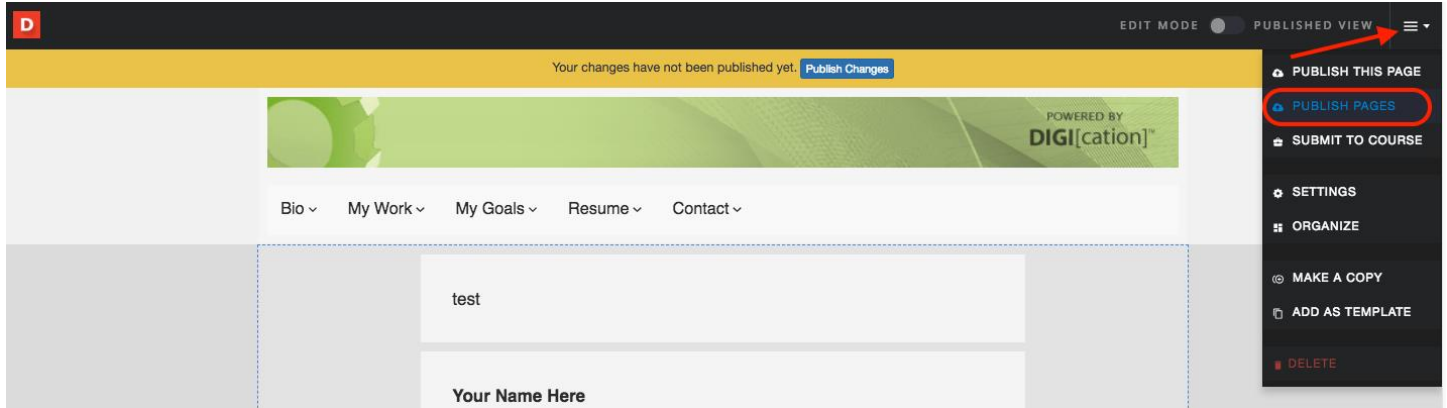 D
EDIT MODE PUBLISHED VIEW
Your changes have not been published yet. Publish Changes
PUBLISH THIS PAGE
PUBLISH PAGES
SUBMIT TO COURSE
SETTINGS
ORGANIZE
MAKE A COPY
ADD AS TEMPLATE
DELETE
POWERED BY
DIGI[cation]™
Bio My Work My Goals Resume Contact
test
Your Name Here